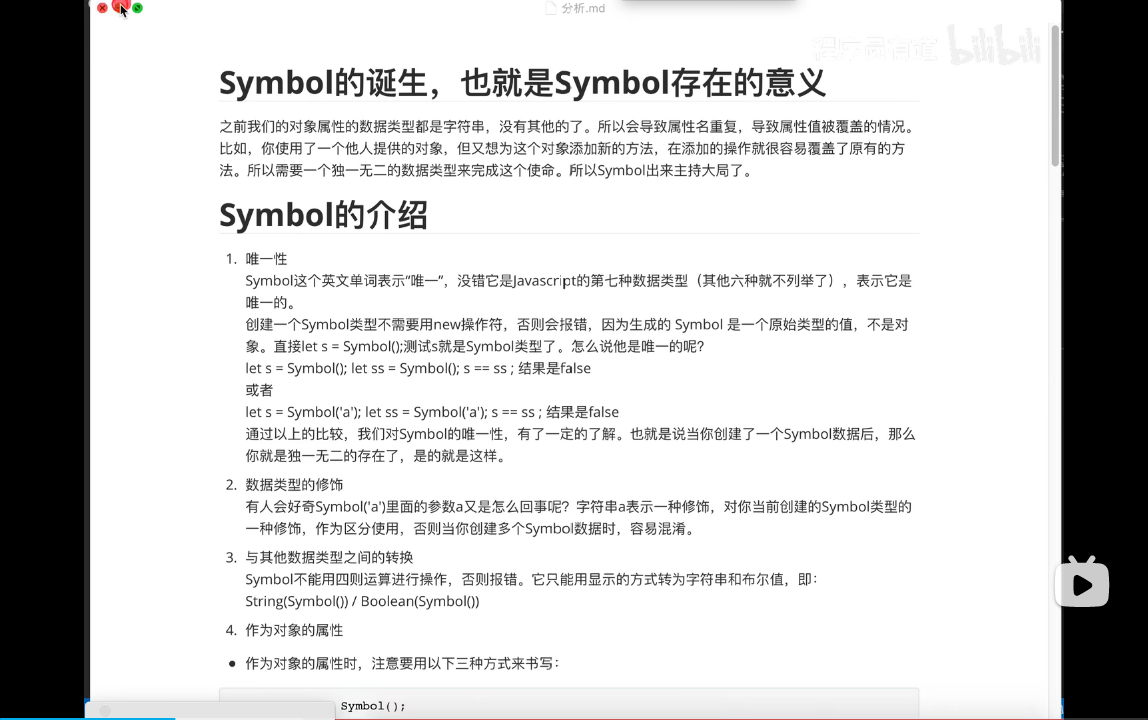 分析.md
程序员有道 bilibili
Symbol的诞生，也就是Symbol存在的意义
之前我们的对象属性的数据类型都是字符串，没有其他的了。所以会导致属性名重复，导致属性值被覆盖的情况。
比如，你使用了一个他人提供的对象，但又想为这个对象添加新的方法，在添加的操作就很容易覆盖了原有的方
法。所以需要一个独一无二的数据类型来完成这个使命。所以Symbol出来主持大局了。
Symbol的介绍
1. 唯一性
Symbol这个英文单词表示“唯一”，没错它是Javascript的第七种数据类型（其他六种就不列举了），表示它是
唯一的。
创建一个Symbol类型不需要用new操作符，否则会报错，因为生成的 Symbol 是一个原始类型的值，不是对
象。直接let s = Symbol();测试s就是Symbol类型了。怎么说他是唯一的呢？
let s = Symbol(); let ss = Symbol(); s == ss ; 结果是false
或者
let s = Symbol('a'); let ss = Symbol('a'); s == ss ; 结果是false
通过以上的比较，我们对Symbol的唯一性，有了一定的了解。也就是说当你创建了一个Symbol数据后，那么
你就是独一无二的存在了，是的就是这样。
2. 数据类型的修饰
有人会好奇Symbol('a')里面的参数a又是怎么回事呢？字符串a表示一种修饰，对你当前创建的Symbol类型的
一种修饰，作为区分使用，否则当你创建多个Symbol数据时，容易混淆。
3. 与其他数据类型之间的转换
Symbol不能用四则运算进行操作，否则报错。它只能用显示的方式转为字符串和布尔值，即：
String(Symbol()) / Boolean(Symbol())
4. 作为对象的属性
● 作为对象的属性时，注意要用以下三种方式来书写：
Symbol();